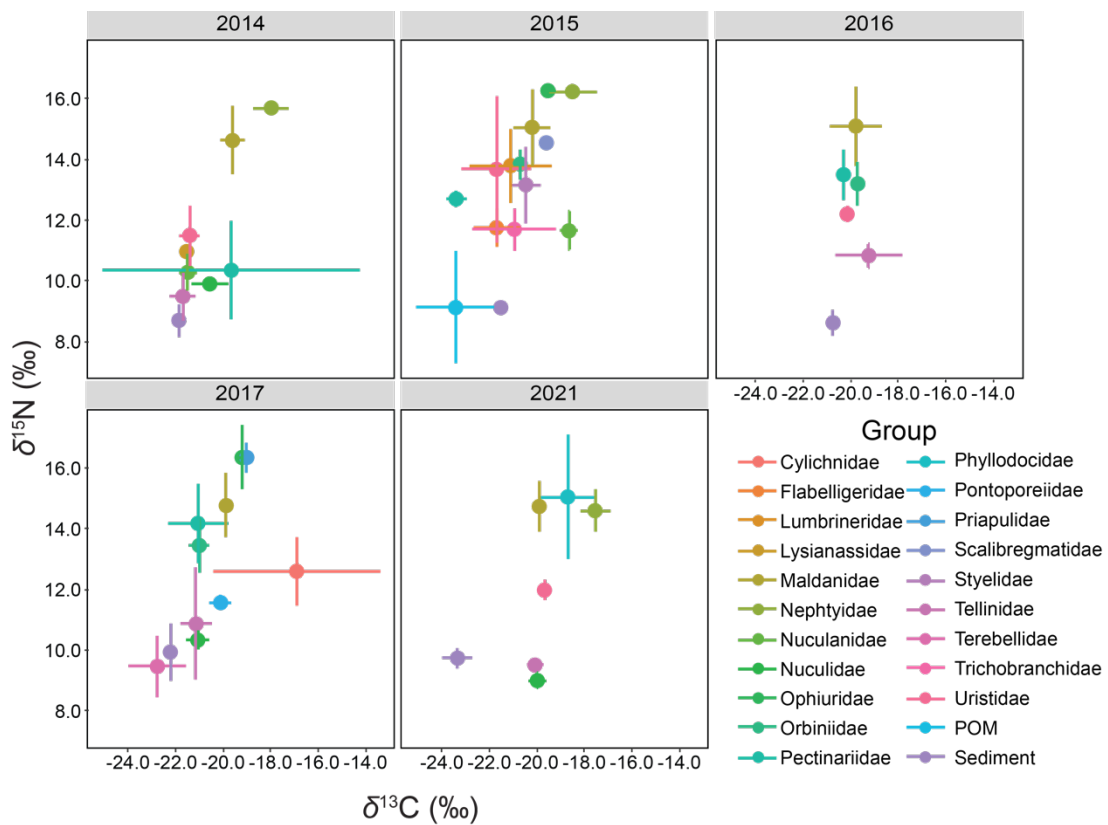 2014
2015
2016
16.0
14.0
12.0
10.0
8.0
-24.0 -22.0 -20.0 -18.0 -16.0 -14.0
2017
2021
δ15N (‰)
16.0
14.0
12.0
10.0
8.0
-24.0 -22.0 -20.0 -18.0 -16.0 -14.0
-24.0 -22.0 -20.0 -18.0 -16.0 -14.0
δ13C (‰)
Group
Cylichnidae
Flabelligeridae
Lumbrineridae
Lysianassidae
Maldanidae
Nephtyidae
Nuculanidae
Nuculidae
Ophiuridae
Orbiniidae
Pectinariidae
Phyllodocidae
Pontoporeiidae
Priapulidae
Scalibregmatidae
Styelidae
Tellinidae
Terebellidae
Trichobranchidae
Uristidae
POM
Sediment